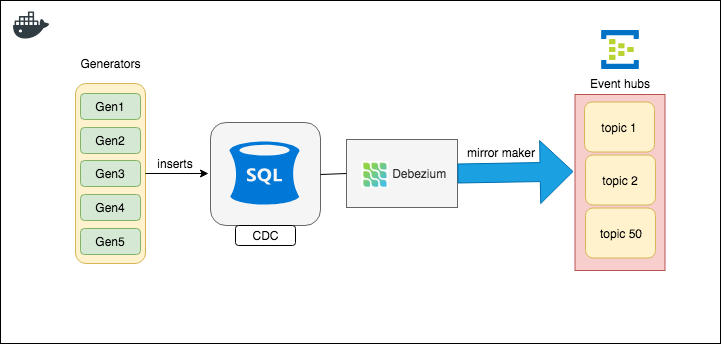 Generators
Gen1
Gen2
Gen3
Gen4
Gen5
inserts
SQL
CDC
Debezium
mirror maker
Event hubs
topic 1
topic 2
topic 50